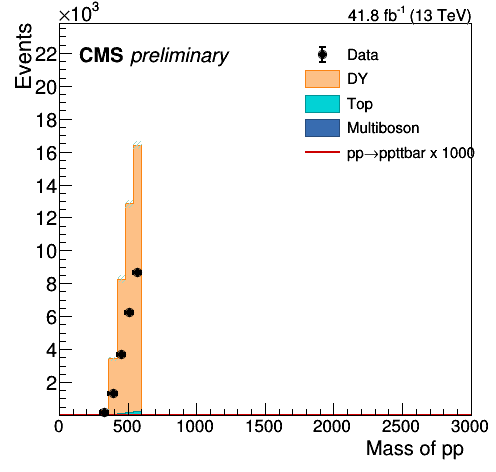 ×10³
41.8 fb⁻¹ (13 TeV)
Events
CMS preliminary
Data
DY
Top
Multiboson
pp→ppttbar x 1000
22
20
18
16
14
12
10
8
6
4
2
0 500 1000 1500 2000 2500 3000
Mass of pp